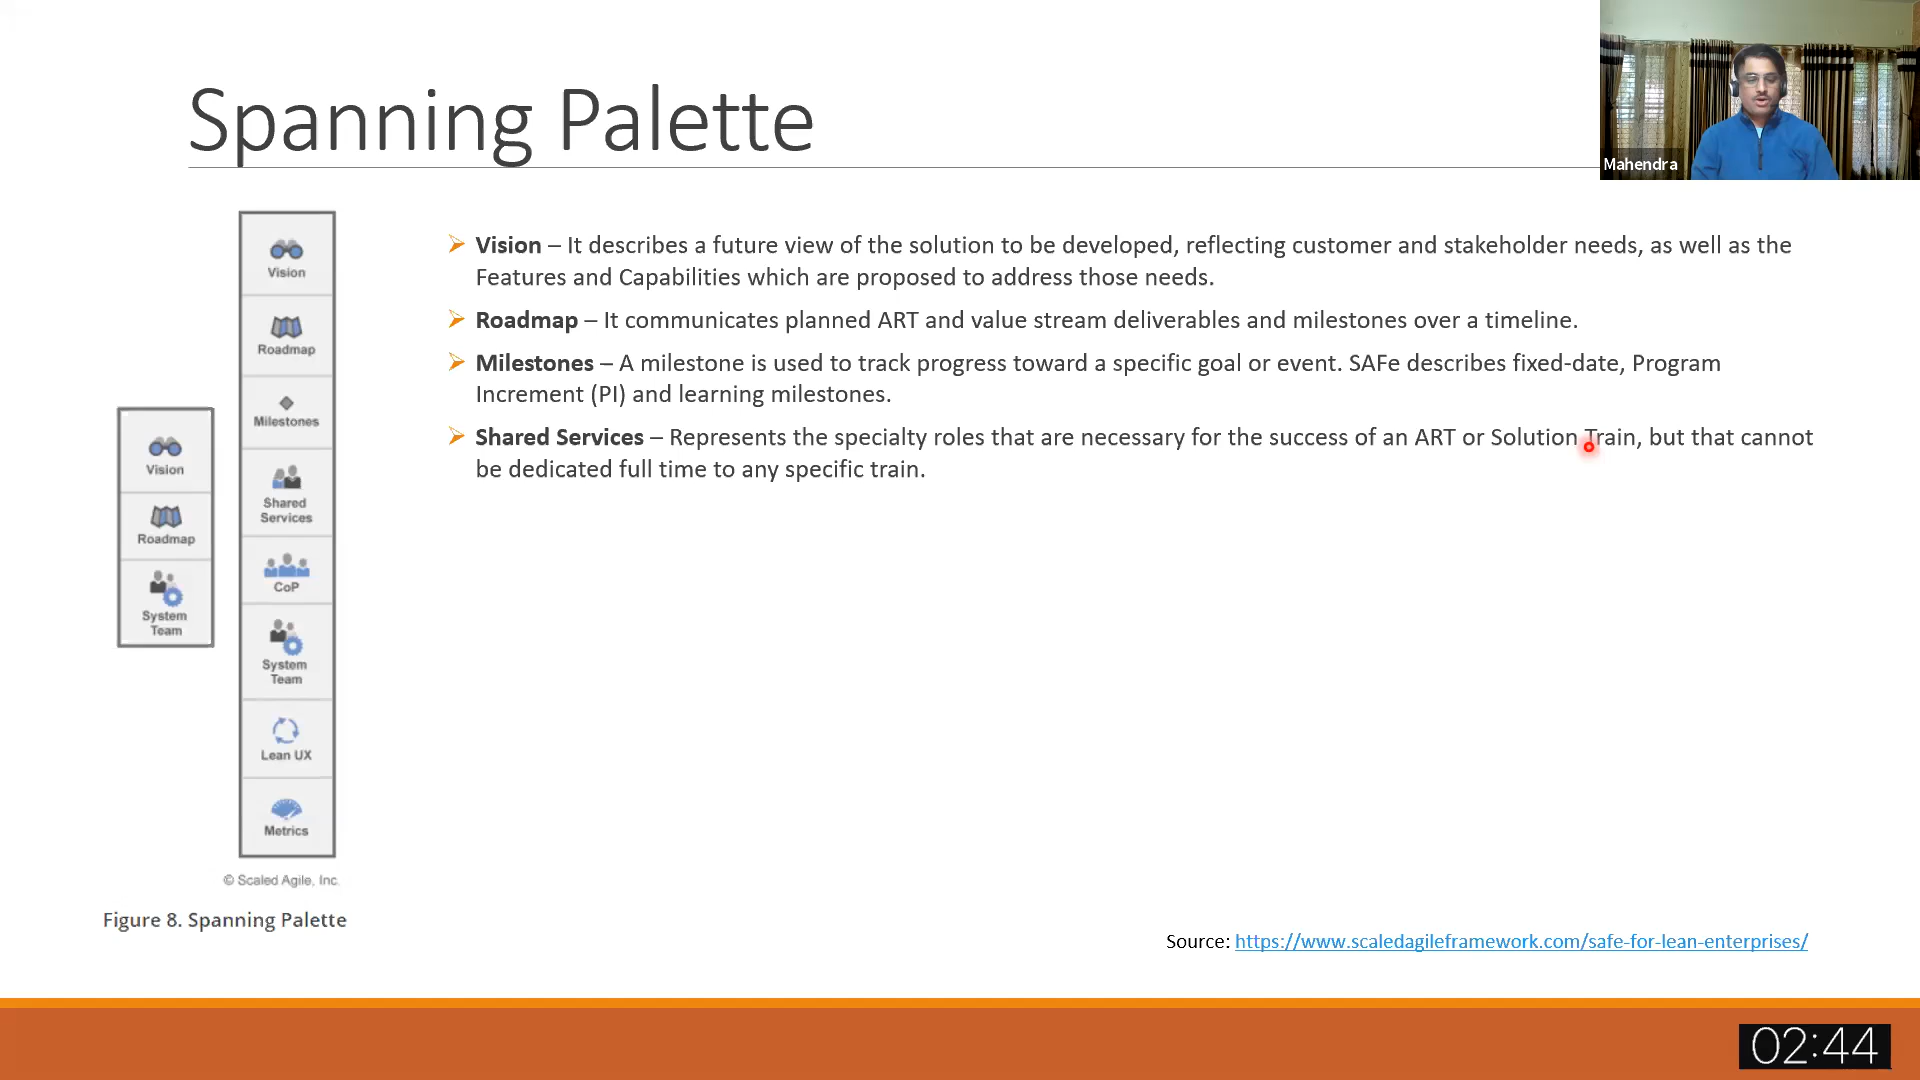 Spanning Palette
Mahendra
Vision
Roadmap
System
Team
Vision
Roadmap
Milestones
Shared
Services
CoP
System
Team
Lean UX
Metrics
© Scaled Agile, Inc.
Figure 8. Spanning Palette
Vision – It describes a future view of the solution to be developed, reflecting customer and stakeholder needs, as well as the
Features and Capabilities which are proposed to address those needs.
Roadmap – It communicates planned ART and value stream deliverables and milestones over a timeline.
Milestones – A milestone is used to track progress toward a specific goal or event. SAFe describes fixed-date, Program
Increment (PI) and learning milestones.
Shared Services – Represents the specialty roles that are necessary for the success of an ART or Solution Train, but that cannot
be dedicated full time to any specific train.
Source: https://www.scaledagileframework.com/safe-for-lean-enterprises/
02:44